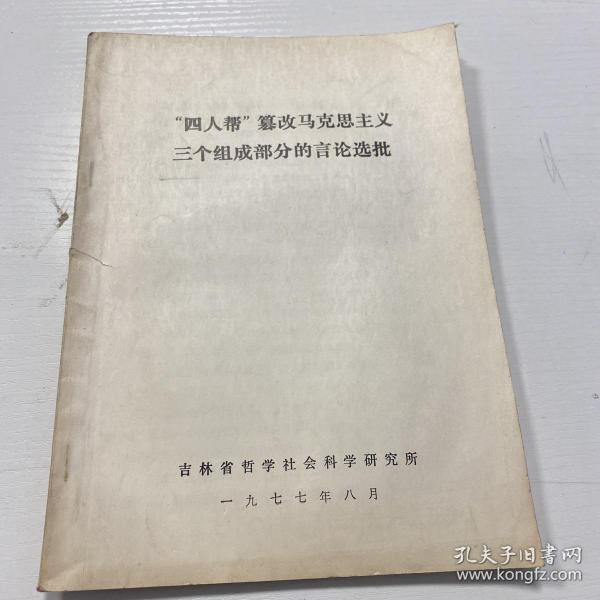 “四人帮”篡改马克思主义
三个组成部分的言论选批
吉林省哲学社会科学研究所
一九七七年八月
孔夫子旧书网
www.kongfz.com